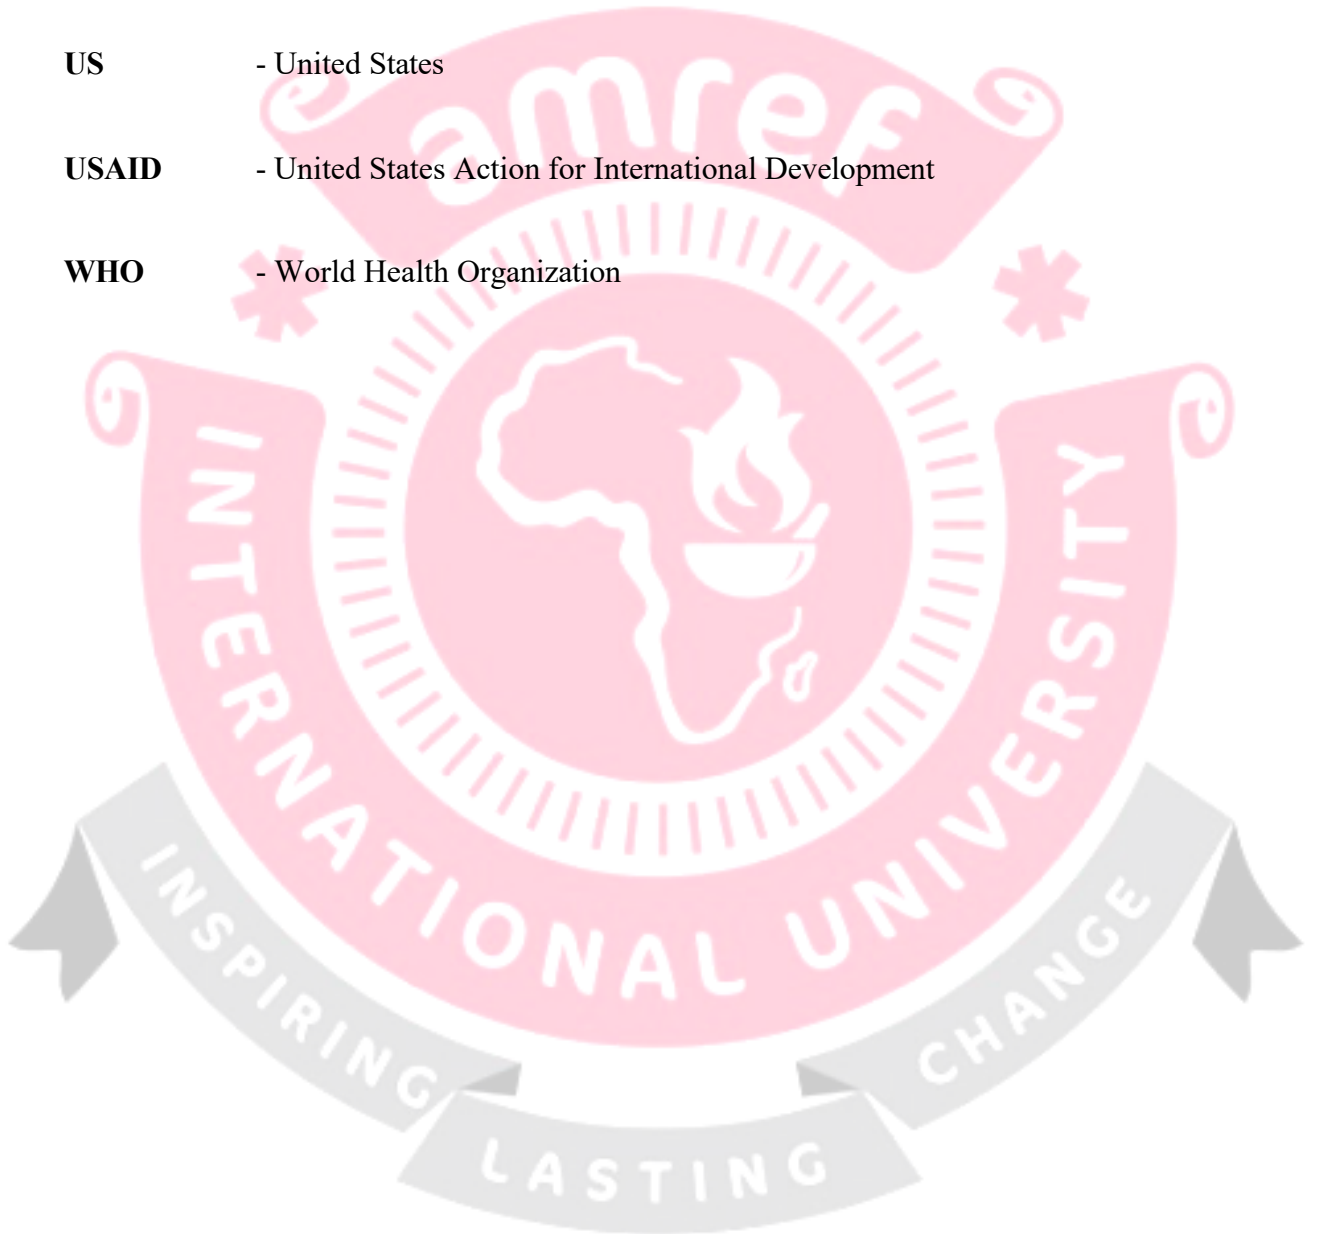 US - United States
USAID - United States Action for International Development
WHO - World Health Organization
amref
INTERNATIONAL UNIVERSITY
INSPIRING
LASTING
CHANGE